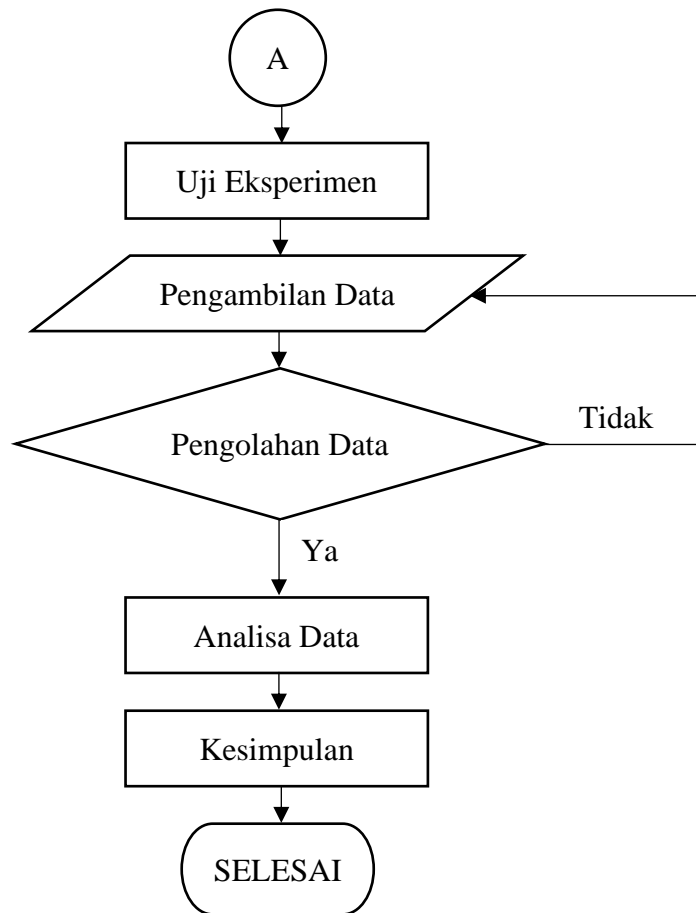 A
Uji Eksperimen
Pengambilan Data
Pengolahan Data
Tidak
Ya
Analisa Data
Kesimpulan
SELESAI